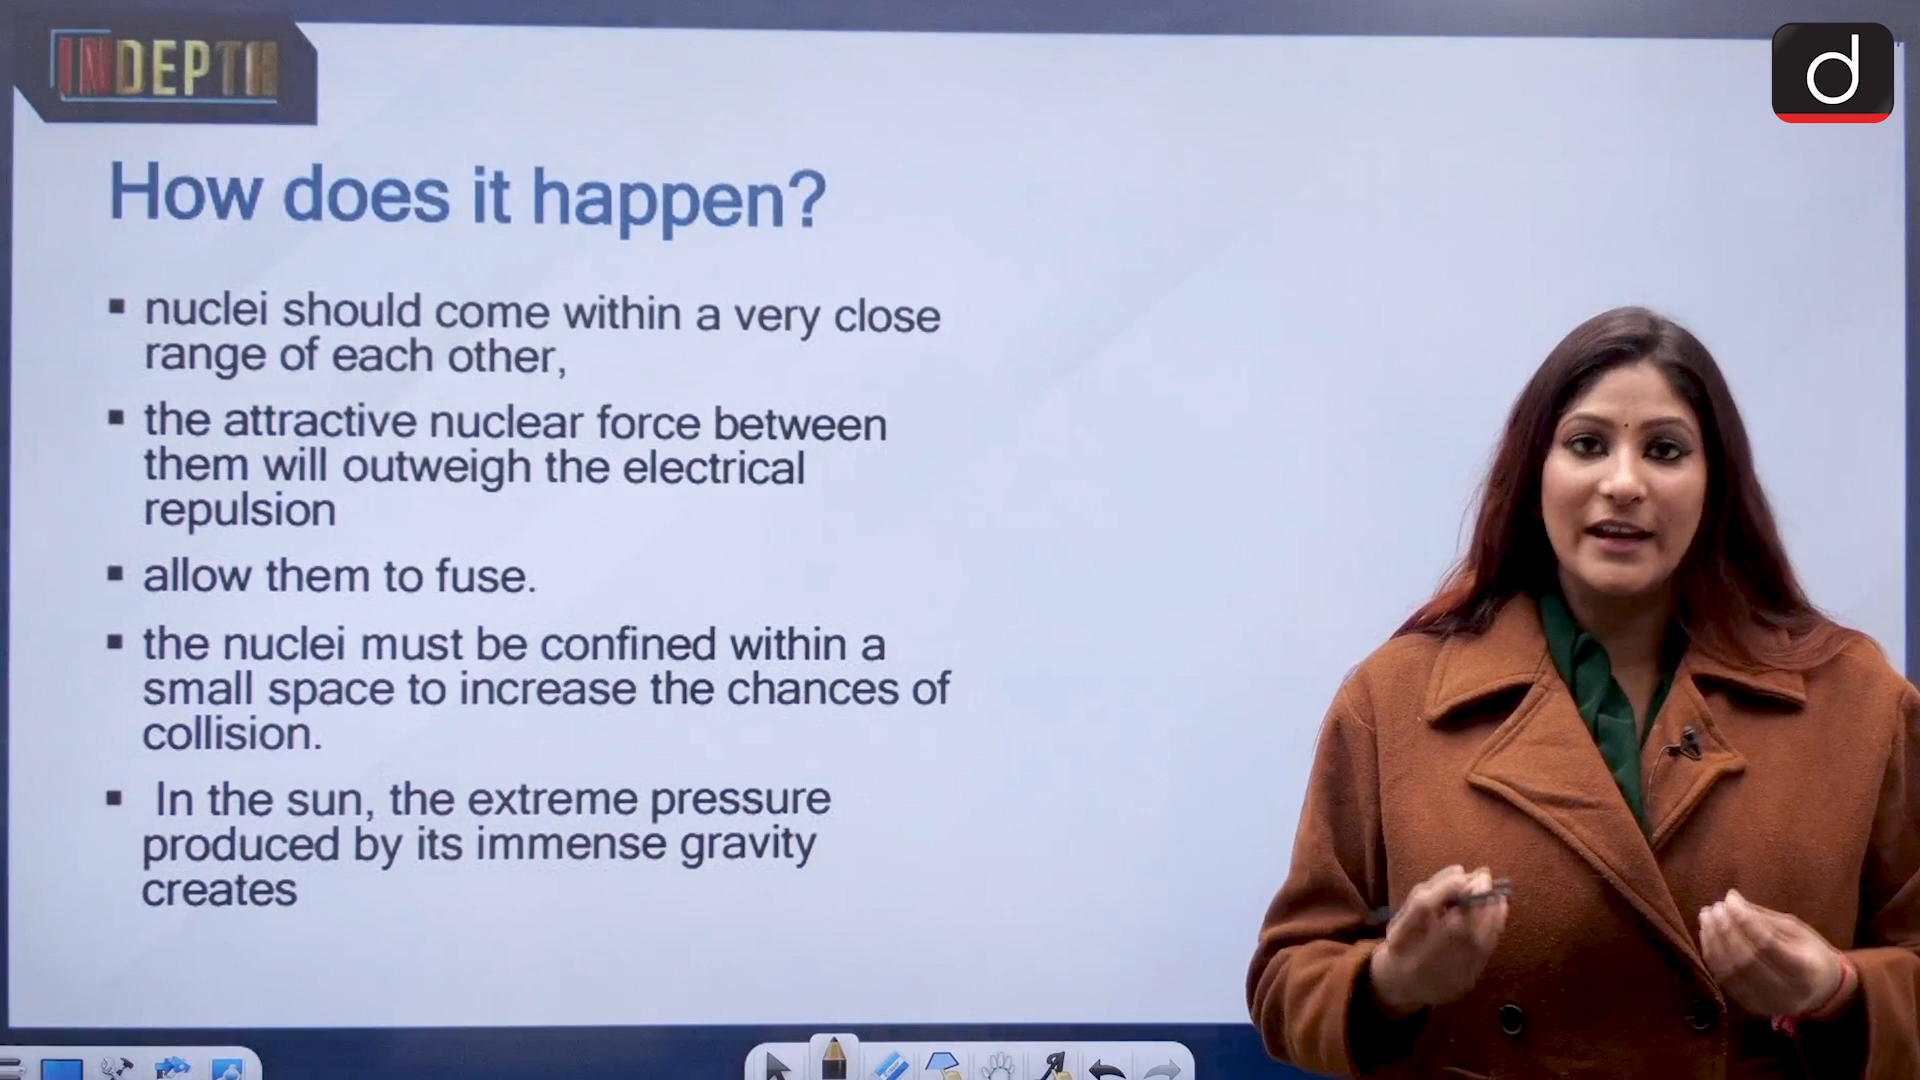 INDEPTH
d
How does it happen?
▪ nuclei should come within a very close
range of each other,
▪ the attractive nuclear force between
them will outweigh the electrical
repulsion
▪ allow them to fuse.
▪ the nuclei must be confined within a
small space to increase the chances of
collision.
▪ In the sun, the extreme pressure
produced by its immense gravity
creates